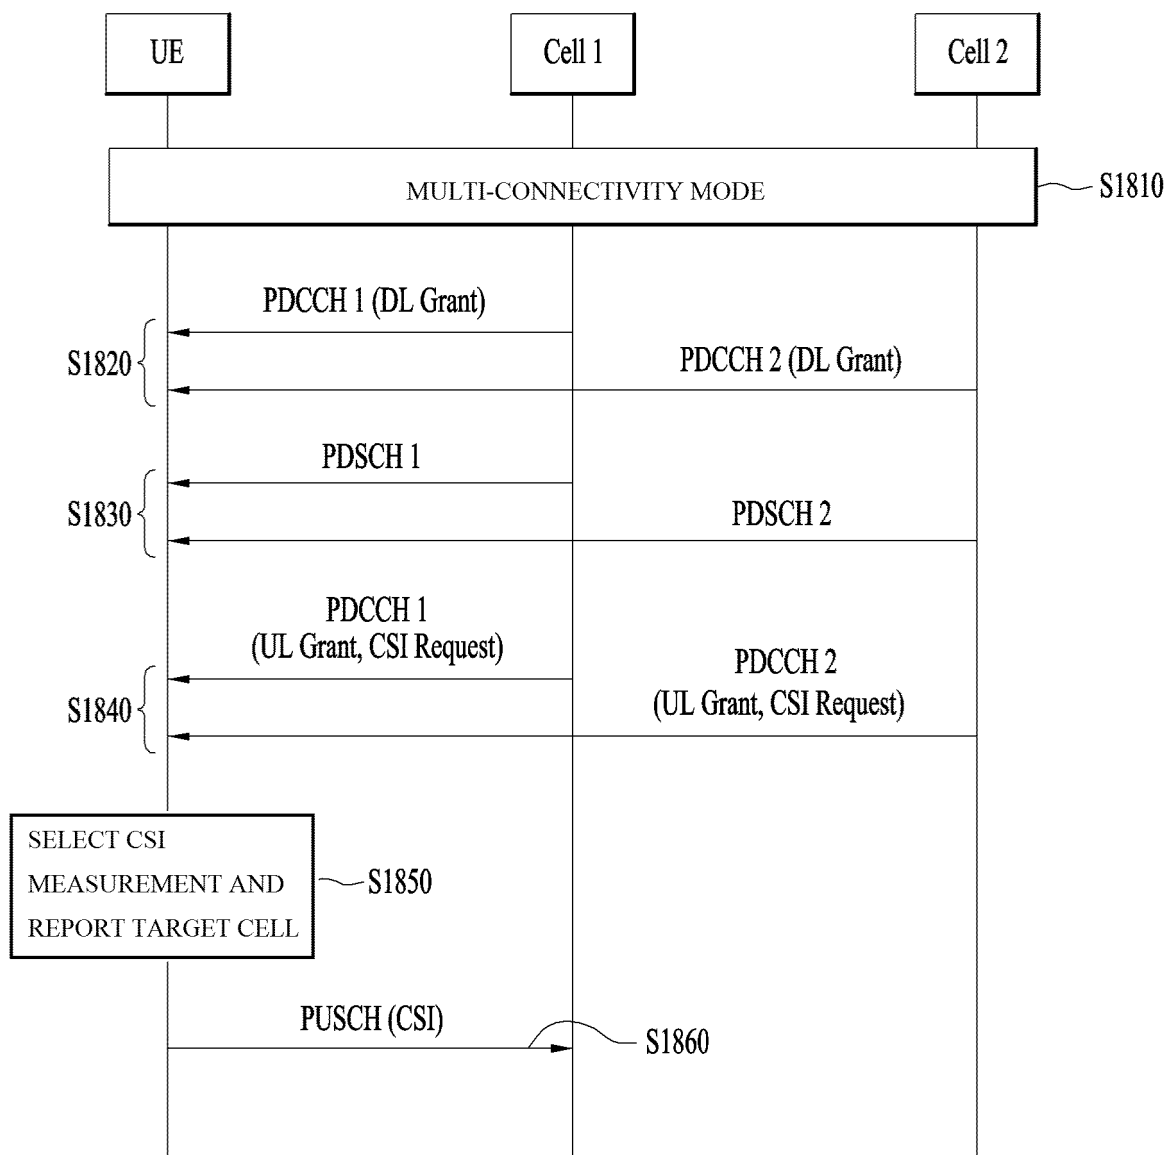 UE
Cell 1
Cell 2
MULTI-CONNECTIVITY MODE
S1810
PDCCH 1 (DL Grant)
S1820
PDCCH 2 (DL Grant)
PDSCH 1
S1830
PDSCH 2
PDCCH 1
(UL Grant, CSI Request)
PDCCH 2
(UL Grant, CSI Request)
S1840
SELECT CSI
MEASUREMENT AND
REPORT TARGET CELL
S1850
PUSCH (CSI)
S1860